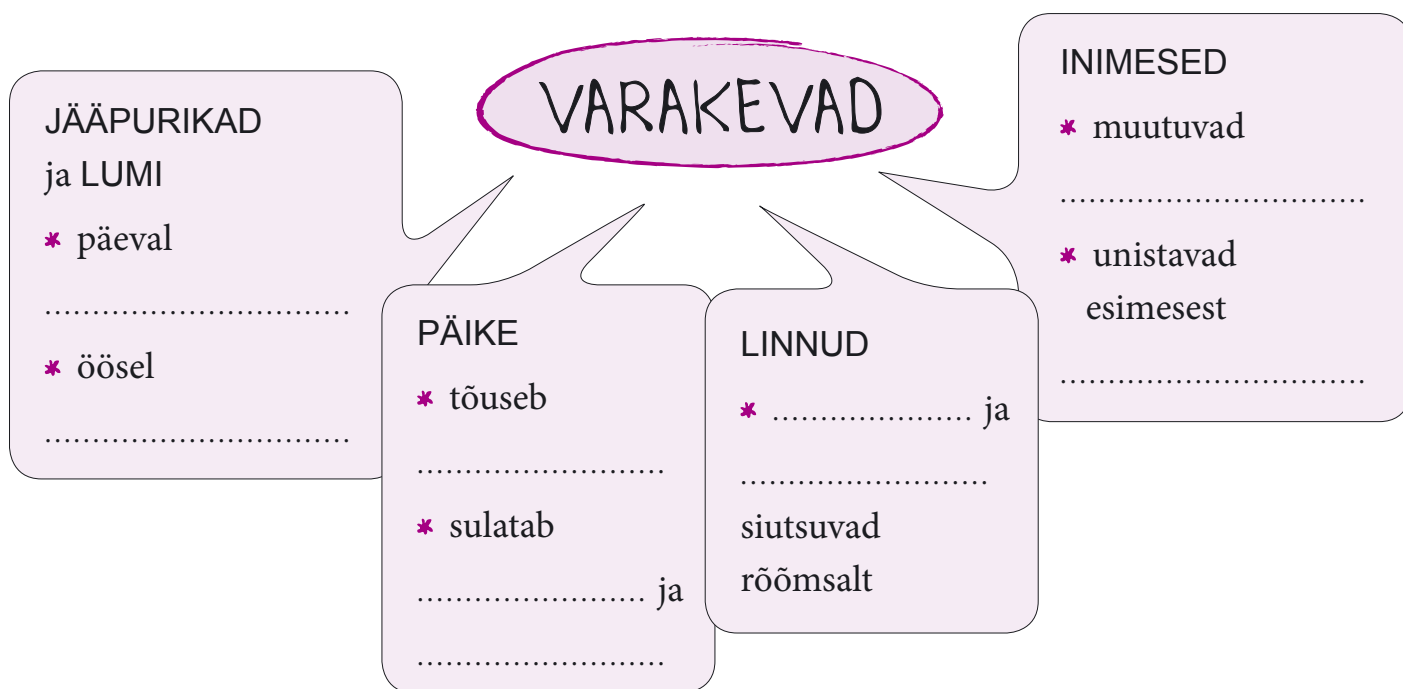 VARAKEVAD
JÄÄPURIKAD
ja LUMI
* päeval
................................
* öösel
................................
PÄIKE
* tõuseb
..........................
* sulatab
........................ ja
..........................
LINNUD
* ..................... ja
..........................
siutsuvad
rõõmsalt
INIMESED
* muutuvad
................................
* unistavad
esimesest
................................